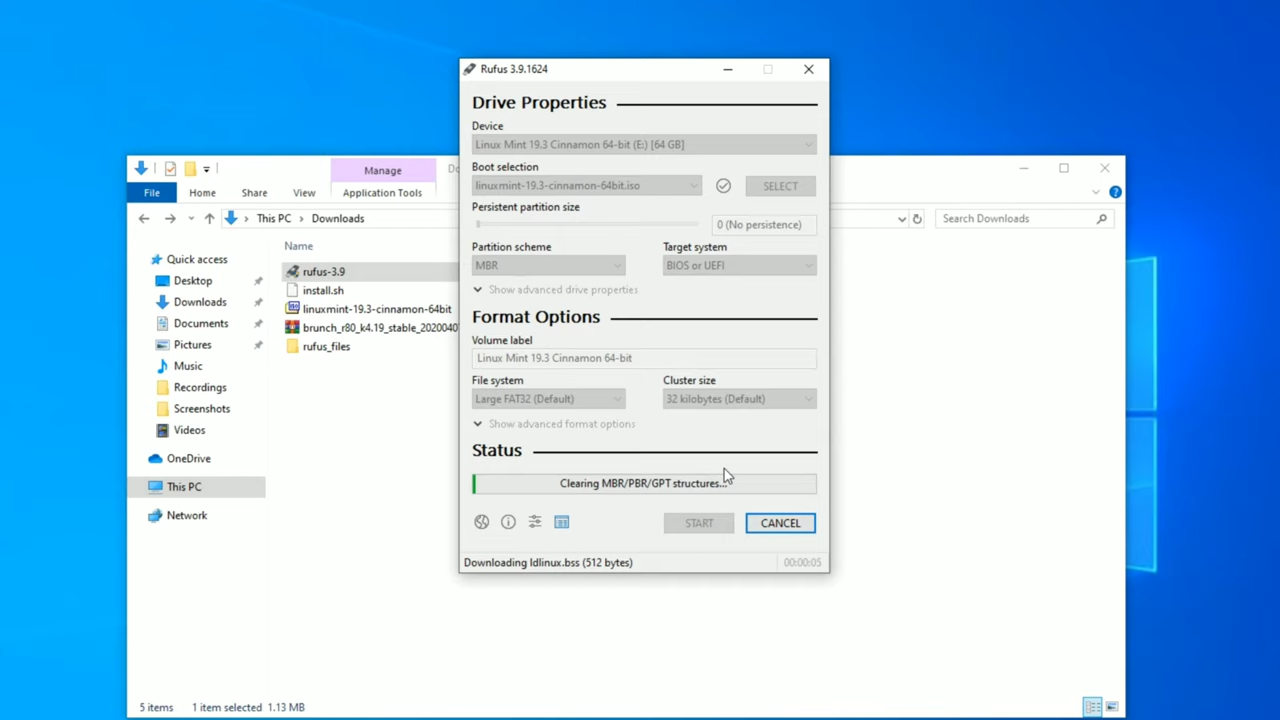 Rufus 3.9.1624
Drive Properties
Device
Linux Mint 19.3 Cinnamon 64-bit (E:) [64 GB]
Boot selection
linuxmint-19.3-cinnamon-64bit.iso
SELECT
Persistent partition size
0 (No persistence)
Partition scheme
Target system
MBR
BIOS or UEFI
Show advanced drive properties
Format Options
Volume label
Linux Mint 19.3 Cinnamon 64-bit
File system
Cluster size
Large FAT32 (Default)
32 kilobytes (Default)
Show advanced format options
Status
Clearing MBR/PBR/GPT structures...
START
CANCEL
Downloading ldlinux.bss (512 bytes)
00:00:05
Manage
File
Home
Share
View
Application Tools
This PC
Downloads
Search Downloads
Quick access
Desktop
Downloads
Documents
Pictures
Music
Recordings
Screenshots
Videos
OneDrive
This PC
Network
Name
rufus-3.9
install.sh
linuxmint-19.3-cinnamon-64bit
brunch_r80_k4.19_stable_2020040
rufus_files
5 items
1 item selected 1.13 MB